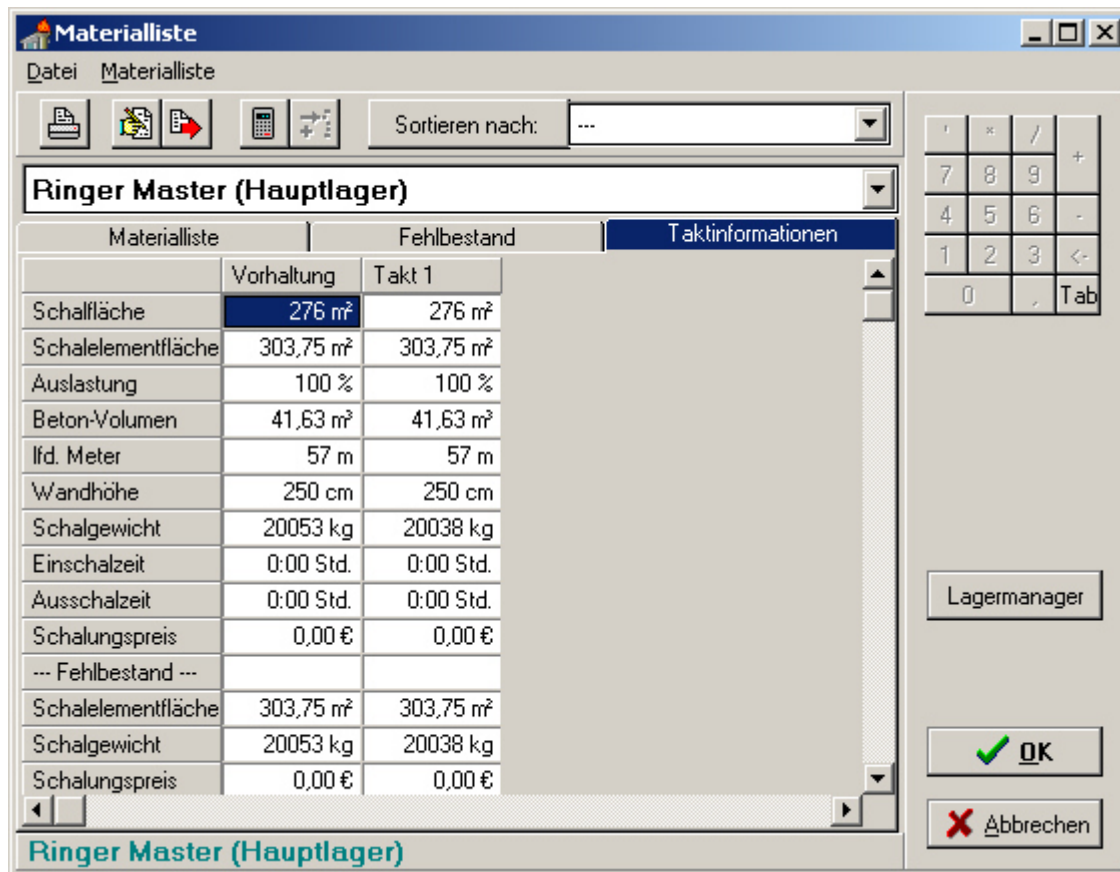 Materialliste
Datei Materialliste
Sortieren nach: ---
Ringer Master (Hauptlager)
Materialliste Fehlbestand Taktinformationen
Vorhaltung Takt 1
Schalfläche 276 m² 276 m²
Schalelementfläche 303,75 m² 303,75 m²
Auslastung 100 % 100 %
Beton-Volumen 41,63 m³ 41,63 m³
lfd. Meter 57 m 57 m
Wandhöhe 250 cm 250 cm
Schalgewicht 20053 kg 20038 kg
Einschalzeit 0:00 Std. 0:00 Std.
Ausschalzeit 0:00 Std. 0:00 Std.
Schalungspreis 0,00 € 0,00 €
--- Fehlbestand ---
Schalelementfläche 303,75 m² 303,75 m²
Schalgewicht 20053 kg 20038 kg
Schalungspreis 0,00 € 0,00 €
Ringer Master (Hauptlager)
' * / +
7 8 9
4 5 6 -
1 2 3 <-
0 , Tab
Lagermanager
OK
Abbrechen